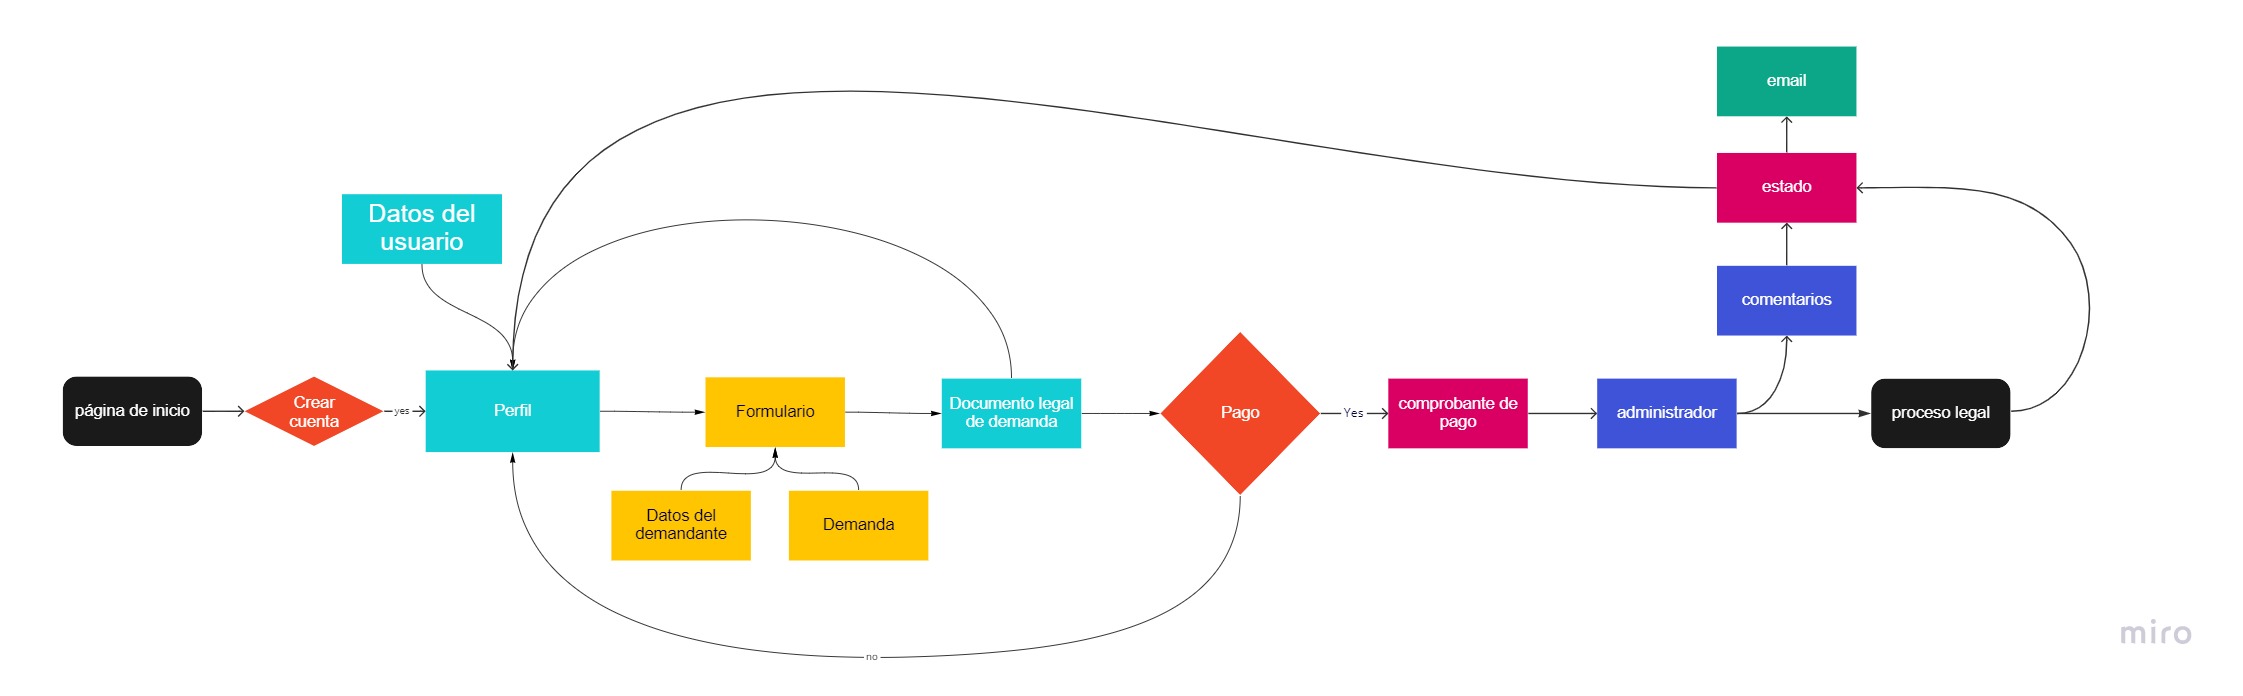 email
estado
Datos del
usuario
comentarios
página de inicio
Crear
cuenta
yes
Perfil
Formulario
Documento legal
de demanda
Pago
Yes
comprobante de
pago
administrador
proceso legal
Datos del
demandante
Demanda
no
miro